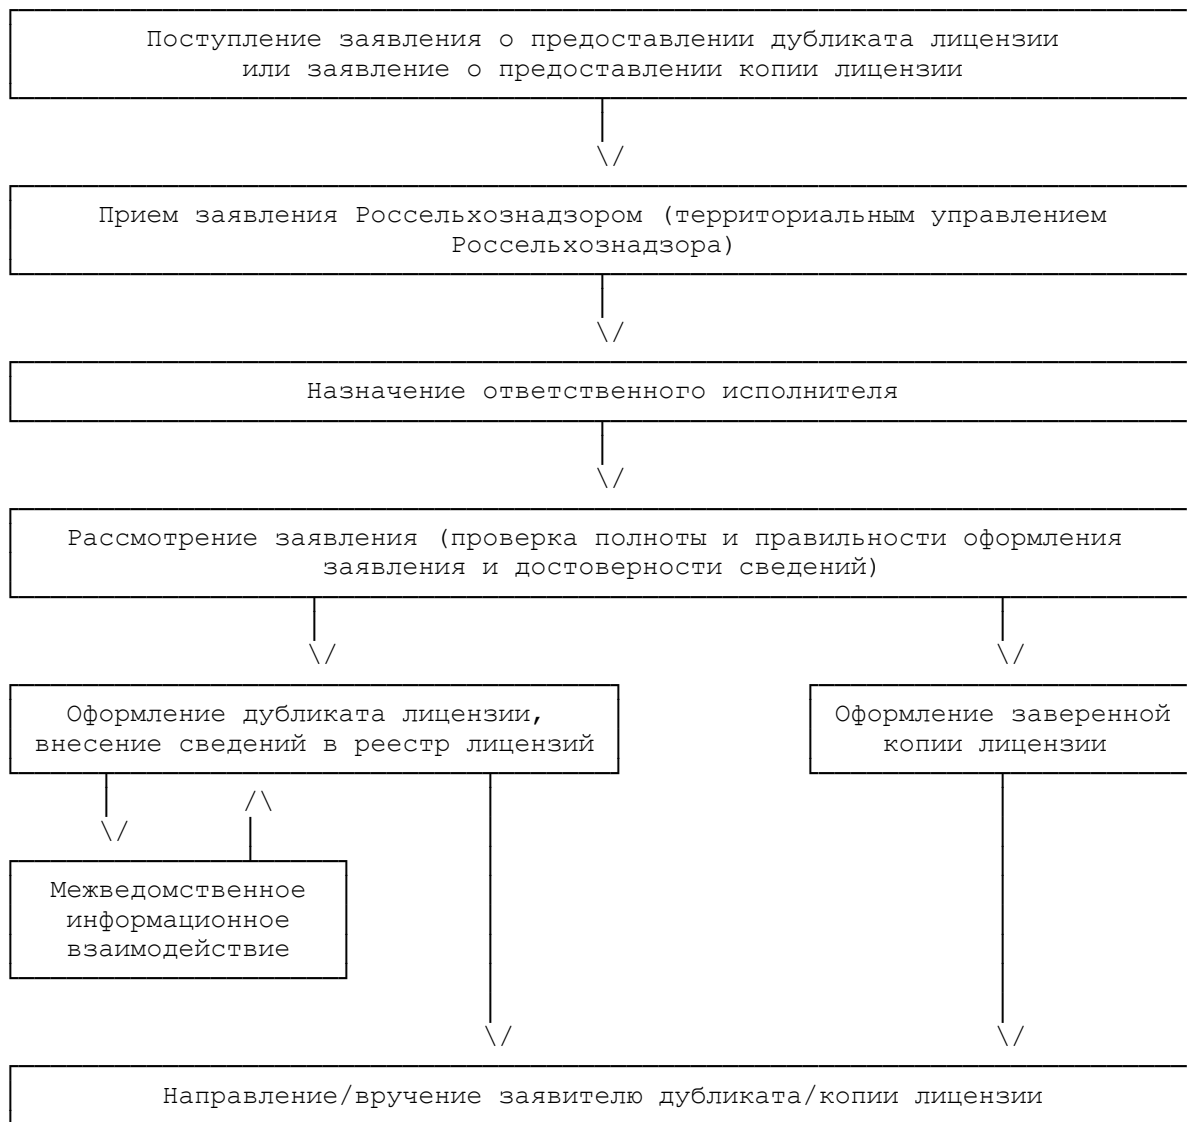 Поступление заявления о предоставлении дубликата лицензии
или заявление о предоставлении копии лицензии
Прием заявления Россельхознадзором (территориальным управлением
Россельхознадзора)
Назначение ответственного исполнителя
Рассмотрение заявления (проверка полноты и правильности оформления
заявления и достоверности сведений)
Оформление дубликата лицензии,
внесение сведений в реестр лицензий
Оформление заверенной
копии лицензии
Межведомственное
информационное
взаимодействие
Направление/вручение заявителю дубликата/копии лицензии